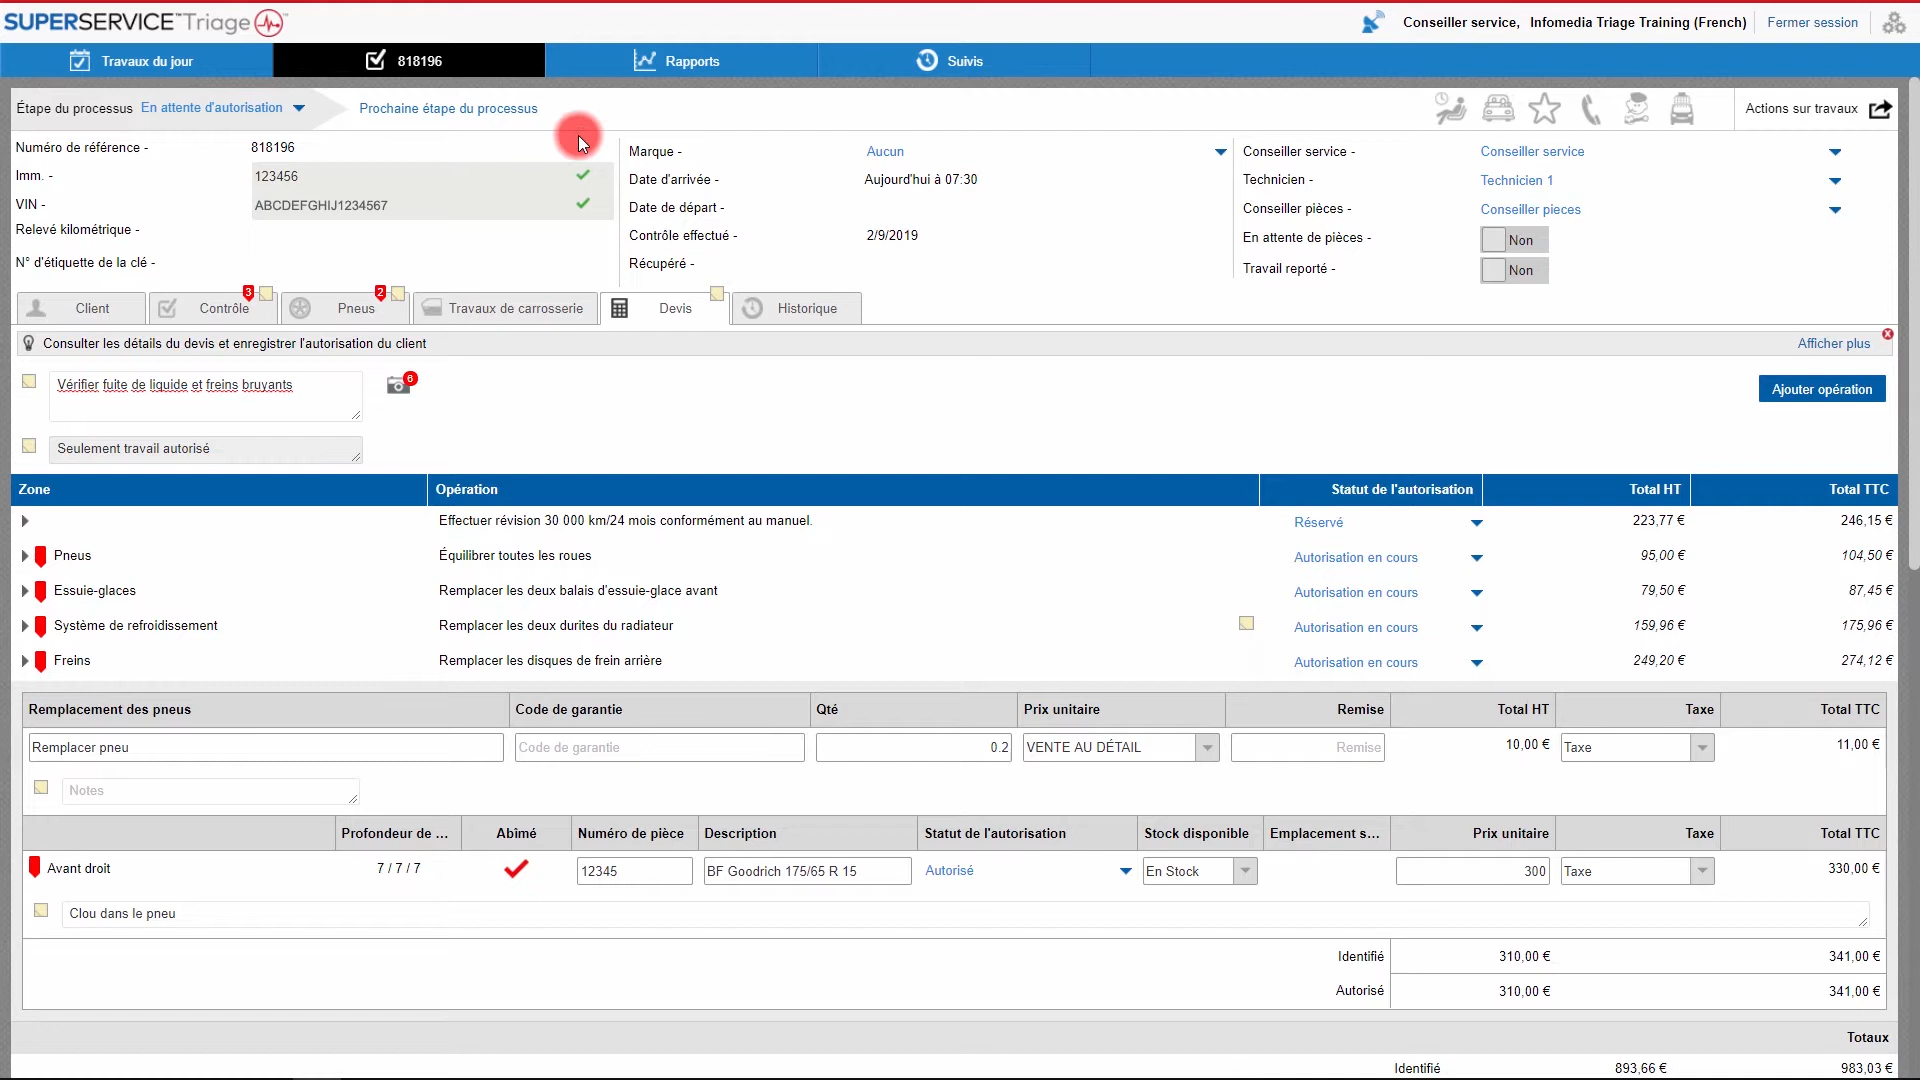 SUPERSERVICE™Triage
Conseiller service, Infomedia Triage Training (French)
Fermer session
Travaux du jour
818196
Rapports
Suivis
Étape du processus En attente d'autorisation
Prochaine étape du processus
Actions sur travaux
Numéro de référence - 818196
Imm. - 123456
VIN - ABCDEFGHIJ1234567
Relevé kilométrique -
N° d'étiquette de la clé -
Marque - Aucun
Date d'arrivée - Aujourd'hui à 07:30
Date de départ -
Contrôle effectué - 2/9/2019
Récupéré -
Conseiller service - Conseiller service
Technicien - Technicien 1
Conseiller pièces - Conseiller pieces
En attente de pièces - Non
Travail reporté - Non
Client
Contrôle 3
Pneus 2
Travaux de carrosserie
Devis
Historique
Consulter les détails du devis et enregistrer l'autorisation du client
Afficher plus
Vérifier fuite de liquide et freins bruyants
6
Ajouter opération
Seulement travail autorisé
Zone Opération Statut de l'autorisation Total HT Total TTC
Effectuer révision 30 000 km/24 mois conformément au manuel. Réservé 223,77 € 246,15 €
Pneus Équilibrer toutes les roues Autorisation en cours 95,00 € 104,50 €
Essuie-glaces Remplacer les deux balais d'essuie-glace avant Autorisation en cours 79,50 € 87,45 €
Système de refroidissement Remplacer les deux durites du radiateur Autorisation en cours 159,96 € 175,96 €
Freins Remplacer les disques de frein arrière Autorisation en cours 249,20 € 274,12 €
Remplacement des pneus Code de garantie Qté Prix unitaire Remise Total HT Taxe Total TTC
Remplacer pneu Code de garantie 0.2 VENTE AU DÉTAIL Remise 10,00 € Taxe 11,00 €
Notes
Profondeur de ... Abîmé Numéro de pièce Description Statut de l'autorisation Stock disponible Emplacement s... Prix unitaire Taxe Total TTC
Avant droit 7 / 7 / 7 12345 BF Goodrich 175/65 R 15 Autorisé En Stock 300 Taxe 330,00 €
Clou dans le pneu
Identifié 310,00 € 341,00 €
Autorisé 310,00 € 341,00 €
Totaux
Identifié 893,66 € 983,03 €